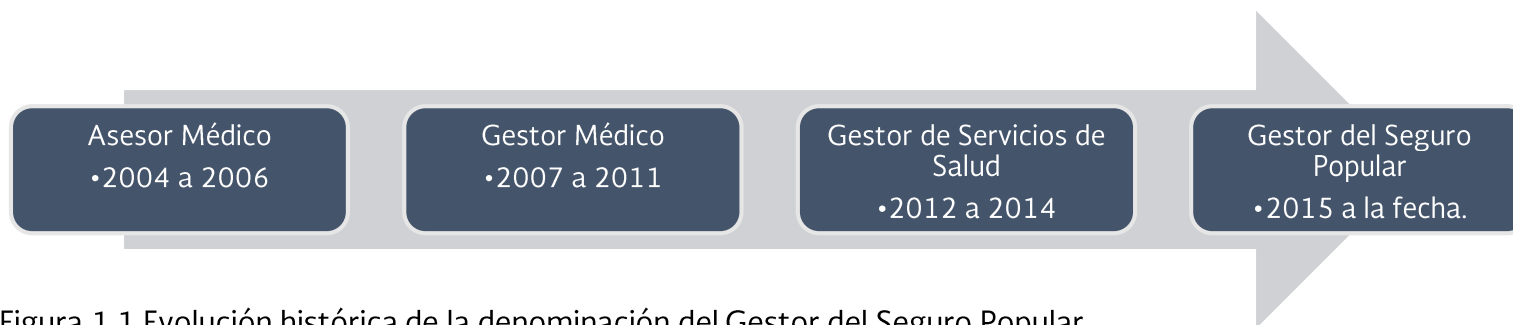 Asesor Médico
•2004 a 2006
Gestor Médico
•2007 a 2011
Gestor de Servicios de
Salud
•2012 a 2014
Gestor del Seguro
Popular
•2015 a la fecha.
Figura 1.1 Evolución histórica de la denominación del Gestor del Seguro Popular